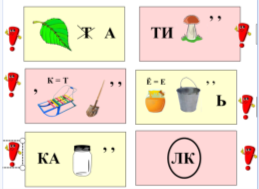 Т А
ТИ ’ ’
К = Т
, ’ ’
Ё = Е
’ ’ Ь
КА ’ ’
ЛК